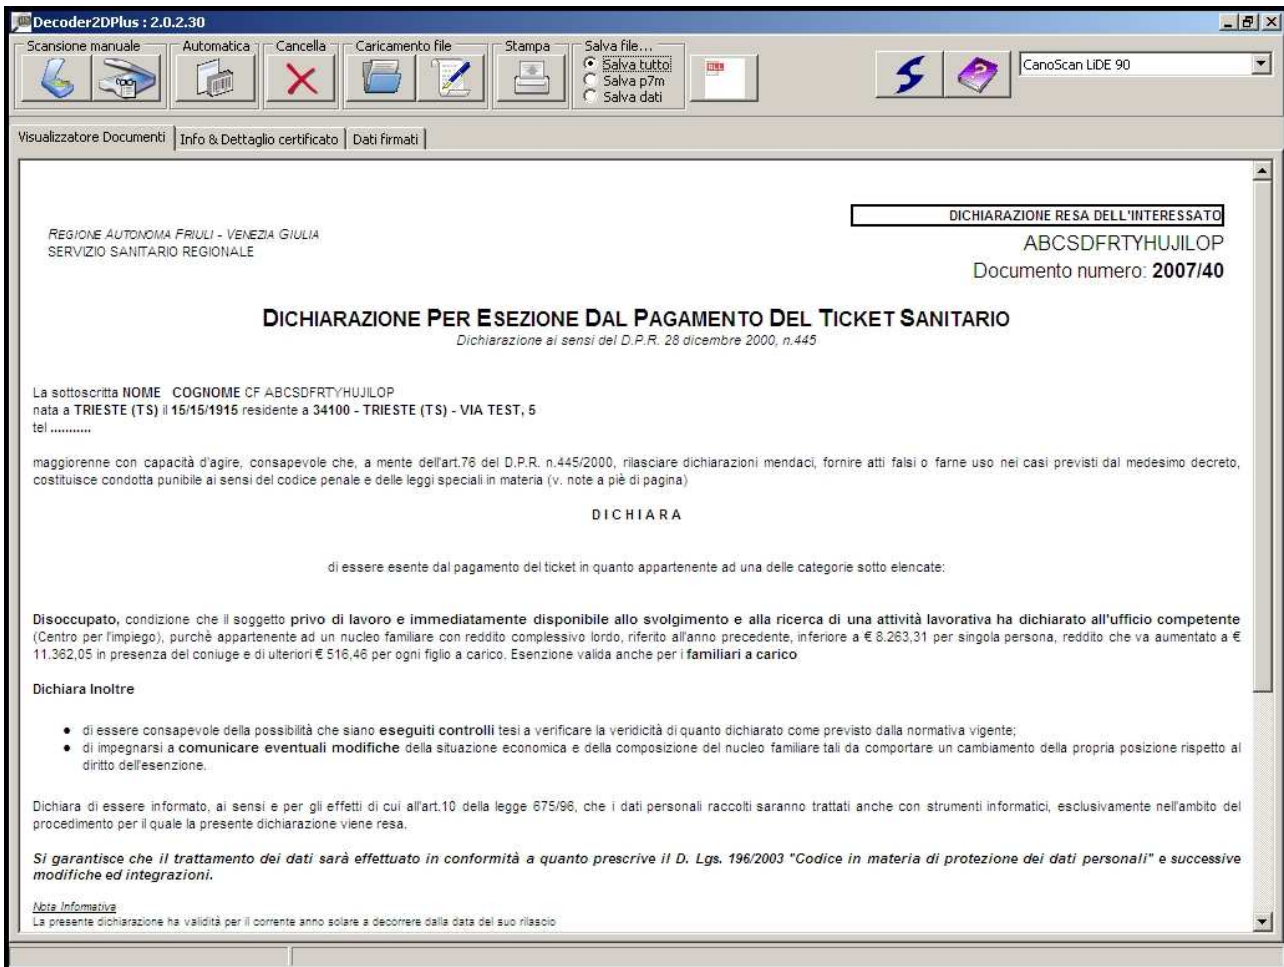 Decoder2DPlus : 2.0.2.30
Scansione manuale Automatica Cancella Caricamento file Stampa Salva file...
Salva tutto
Salva p7m
Salva dati
ALL
CanoScan LiDE 90
Visualizzatore Documenti Info & Dettaglio certificato Dati firmati
DICHIARAZIONE RESA DELL'INTERESSATO
REGIONE AUTONOMA FRIULI - VENEZIA GIULIA
SERVIZIO SANITARIO REGIONALE
ABCSDFRTYHUJILOP
Documento numero: 2007/40
DICHIARAZIONE PER ESEZIONE DAL PAGAMENTO DEL TICKET SANITARIO
Dichiarazione ai sensi del D.P.R. 28 dicembre 2000, n.445
La sottoscritta NOME COGNOME CF ABCSDFRTYHUJILOP
nata a TRIESTE (TS) il 15/15/1915 residente a 34100 - TRIESTE (TS) - VIA TEST, 5
tel ...........
maggiorenne con capacità d'agire, consapevole che, a mente dell'art.76 del D.P.R. n.445/2000, rilasciare dichiarazioni mendaci, fornire atti falsi o farne uso nei casi previsti dal medesimo decreto,
costituisce condotta punibile ai sensi del codice penale e delle leggi speciali in materia (v. note a piè di pagina)
D I C H I A R A
di essere esente dal pagamento del ticket in quanto appartenente ad una delle categorie sotto elencate:
Disoccupato, condizione che il soggetto privo di lavoro e immediatamente disponibile allo svolgimento e alla ricerca di una attività lavorativa ha dichiarato all'ufficio competente
(Centro per l'impiego), purchè appartenente ad un nucleo familiare con reddito complessivo lordo, riferito all'anno precedente, inferiore a € 8.263,31 per singola persona, reddito che va aumentato a €
11.362,05 in presenza del coniuge e di ulteriori € 516,46 per ogni figlio a carico. Esenzione valida anche per i familiari a carico
Dichiara Inoltre
● di essere consapevole della possibilità che siano eseguiti controlli tesi a verificare la veridicità di quanto dichiarato come previsto dalla normativa vigente;
● di impegnarsi a comunicare eventuali modifiche della situazione economica e della composizione del nucleo familiare tali da comportare un cambiamento della propria posizione rispetto al
diritto dell'esenzione.
Dichiara di essere informato, ai sensi e per gli effetti di cui all'art.10 della legge 675/96, che i dati personali raccolti saranno trattati anche con strumenti informatici, esclusivamente nell'ambito del
procedimento per il quale la presente dichiarazione viene resa.
Si garantisce che il trattamento dei dati sarà effettuato in conformità a quanto prescrive il D. Lgs. 196/2003 "Codice in materia di protezione dei dati personali" e successive
modifiche ed integrazioni.
Nota Informativa
La presente dichiarazione ha validità per il corrente anno solare a decorrere dalla data del suo rilascio